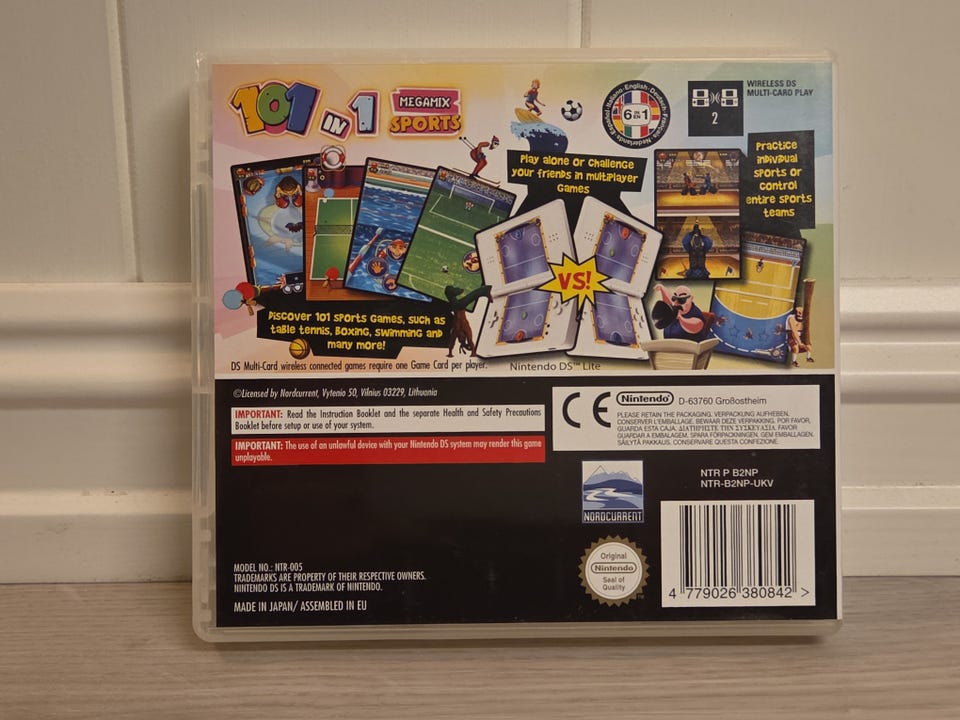 101 IN 1
MEGAMIX
SPORTS
Italiano·English·Deutsch·Français·Nederlands·Español
6 IN EN 1
2
WIRELESS DS
MULTI-CARD PLAY
Play alone or challenge
your friends in multiplayer
Games
Practice
individual
sports or
control
entire sports
teams
VS!
Discover 101 sports Games, such as
table tennis, Boxing, swimming and
many more!
DS Multi-Card wireless connected games require one Game Card per player.
Nintendo DS™ Lite
©Licensed by Nordcurrent, Vytenio 50, Vilnius 03229, Lithuania
IMPORTANT: Read the Instruction Booklet and the separate Health and Safety Precautions
Booklet before setup or use of your system.
IMPORTANT: The use of an unlawful device with your Nintendo DS system may render this game
unplayable.
CE
Nintendo
D-63760 Großostheim
PLEASE RETAIN THE PACKAGING. VERPACKUNG AUFHEBEN.
CONSERVER L'EMBALLAGE. BEWAAR DEZE VERPAKKING. POR FAVOR,
GUARDA ESTA CAJA. ΔΙΑΤΗΡΗΣΤΕ ΤΗΝ ΣΥΣΚΕΥΑΣΙΑ. FAVOR
GUARDAR A EMBALAGEM. SPARA FÖRPACKNINGEN. GEM EMBALLAGEN.
SÄILYTÄ PAKKAUS. CONSERVARE QUESTA CONFEZIONE.
NORDCURRENT
NTR P B2NP
NTR-B2NP-UKV
Original
Nintendo
Seal of
Quality
MODEL NO.: NTR-005
TRADEMARKS ARE PROPERTY OF THEIR RESPECTIVE OWNERS.
NINTENDO DS IS A TRADEMARK OF NINTENDO.
MADE IN JAPAN/ ASSEMBLED IN EU
4 779026 380842 >